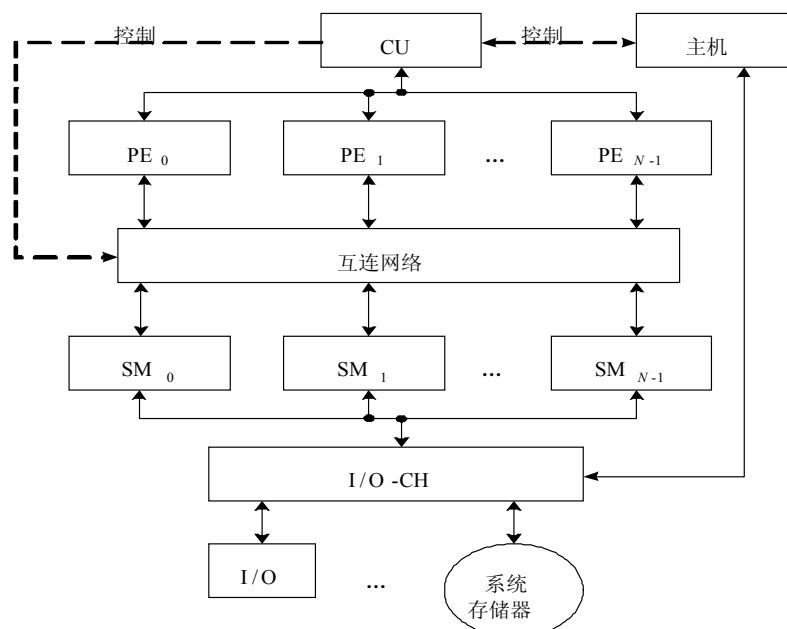 控制 CU 控制 主机
PE 0 PE 1 ... PE N-1
互连网络
SM 0 SM 1 ... SM N-1
I/O-CH
I/O ... 系统
存储器